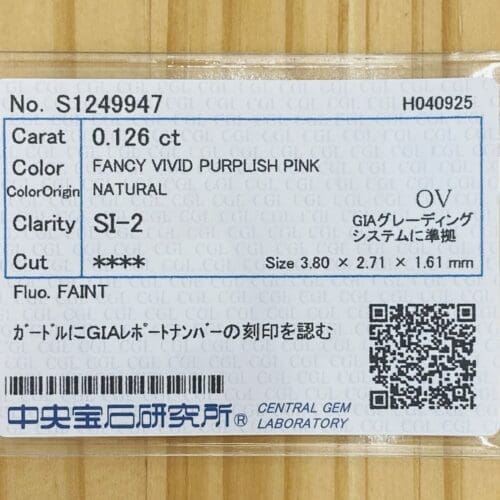 No. S1249947 H040925
Carat 0.126 ct
Color FANCY VIVID PURPLISH PINK
ColorOrigin NATURAL
OV
Clarity SI-2
GIAグレーディング
システムに準拠
Cut ****
Size 3.80 × 2.71 × 1.61 mm
Fluo. FAINT
ガードルにGIAレポートナンバーの刻印を認む
中央宝石研究所® CENTRAL GEM
LABORATORY